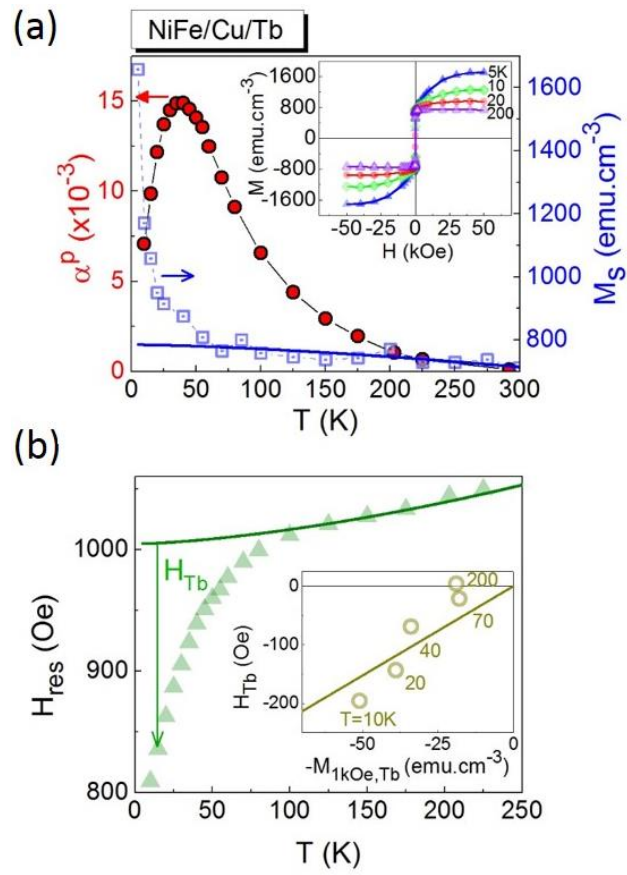 (a)
NiFe/Cu/Tb
15
10
5
0
α^p (x10^-3)
0 50 100 150 200 250 300
T (K)
1600
1400
1200
1000
800
M_S (emu.cm^-3)
1600
800
0
-800
-1600
-M (emu.cm^-3)
5K
10
20
200
-50 -25 0 25 50
H (kOe)
(b)
1000
900
800
H_res (Oe)
H_Tb
0 50 100 150 200 250
T (K)
0
-100
-200
H_Tb (Oe)
200
70
40
20
T=10K
-50 -25 0
-M_1kOe,Tb (emu.cm^-3)